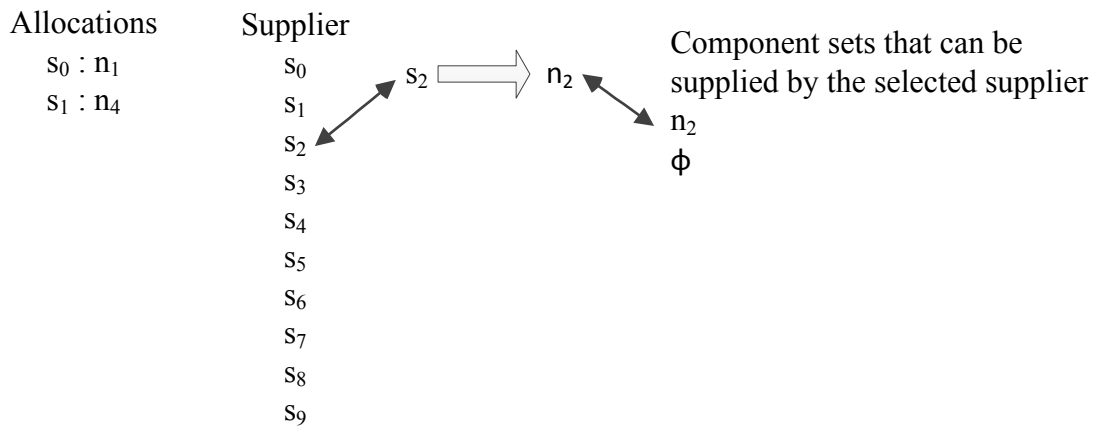 Allocations
s₀ : n₁
s₁ : n₄
Supplier
s₀
s₁
s₂
s₃
s₄
s₅
s₆
s₇
s₈
s₉
s₂
n₂
Component sets that can be
supplied by the selected supplier
n₂
ϕ